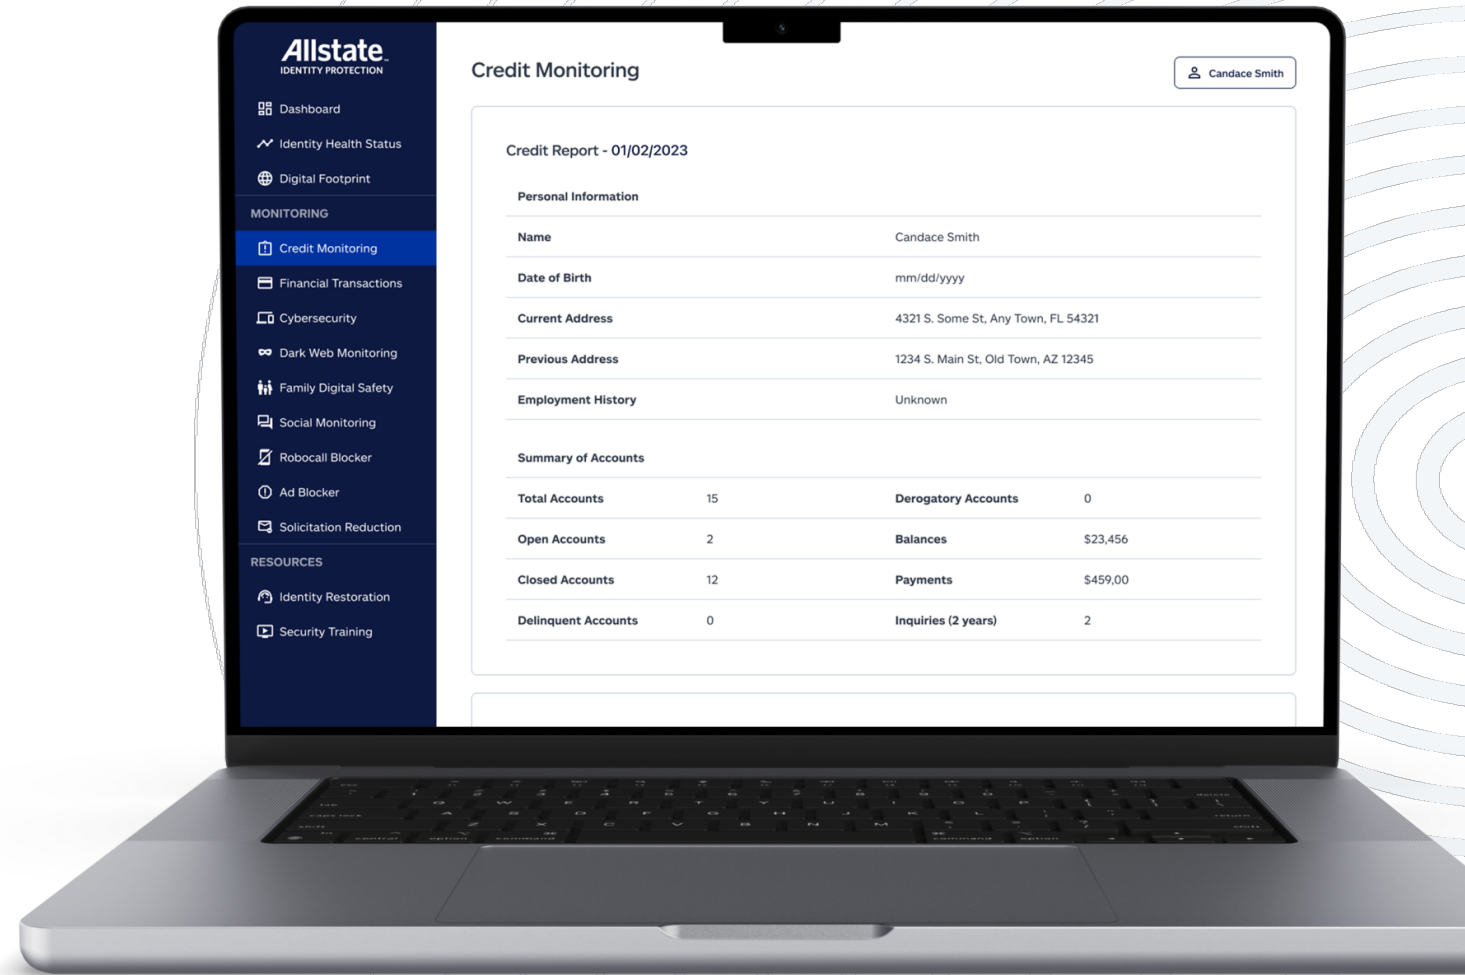 Allstate
IDENTITY PROTECTION
Dashboard
Identity Health Status
Digital Footprint
MONITORING
Credit Monitoring
Financial Transactions
Cybersecurity
Dark Web Monitoring
Family Digital Safety
Social Monitoring
Robocall Blocker
Ad Blocker
Solicitation Reduction
RESOURCES
Identity Restoration
Security Training
Credit Monitoring
Candace Smith
Credit Report - 01/02/2023
Personal Information
Name Candace Smith
Date of Birth mm/dd/yyyy
Current Address 4321 S. Some St, Any Town, FL 54321
Previous Address 1234 S. Main St, Old Town, AZ 12345
Employment History Unknown
Summary of Accounts
Total Accounts 15 Derogatory Accounts 0
Open Accounts 2 Balances $23,456
Closed Accounts 12 Payments $459,00
Delinquent Accounts 0 Inquiries (2 years) 2